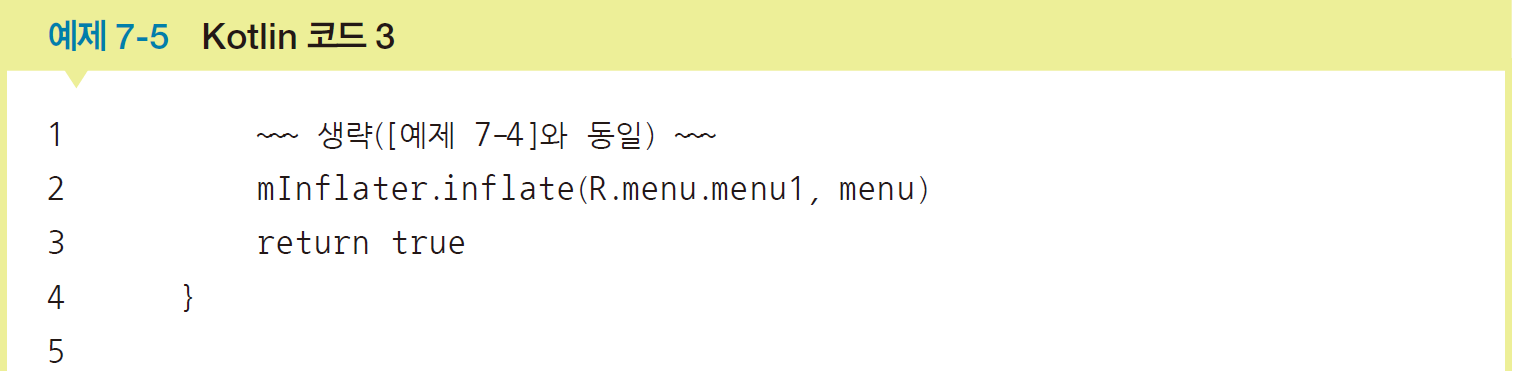 예제 7-5 Kotlin 코드 3
1 ~~~ 생략([예제 7-4]와 동일) ~~~
2 mInflater.inflate(R.menu.menu1, menu)
3 return true
4 }
5